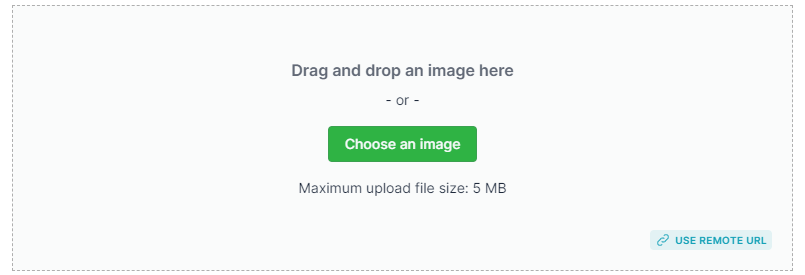 Drag and drop an image here
- or -
Choose an image
Maximum upload file size: 5 MB
USE REMOTE URL